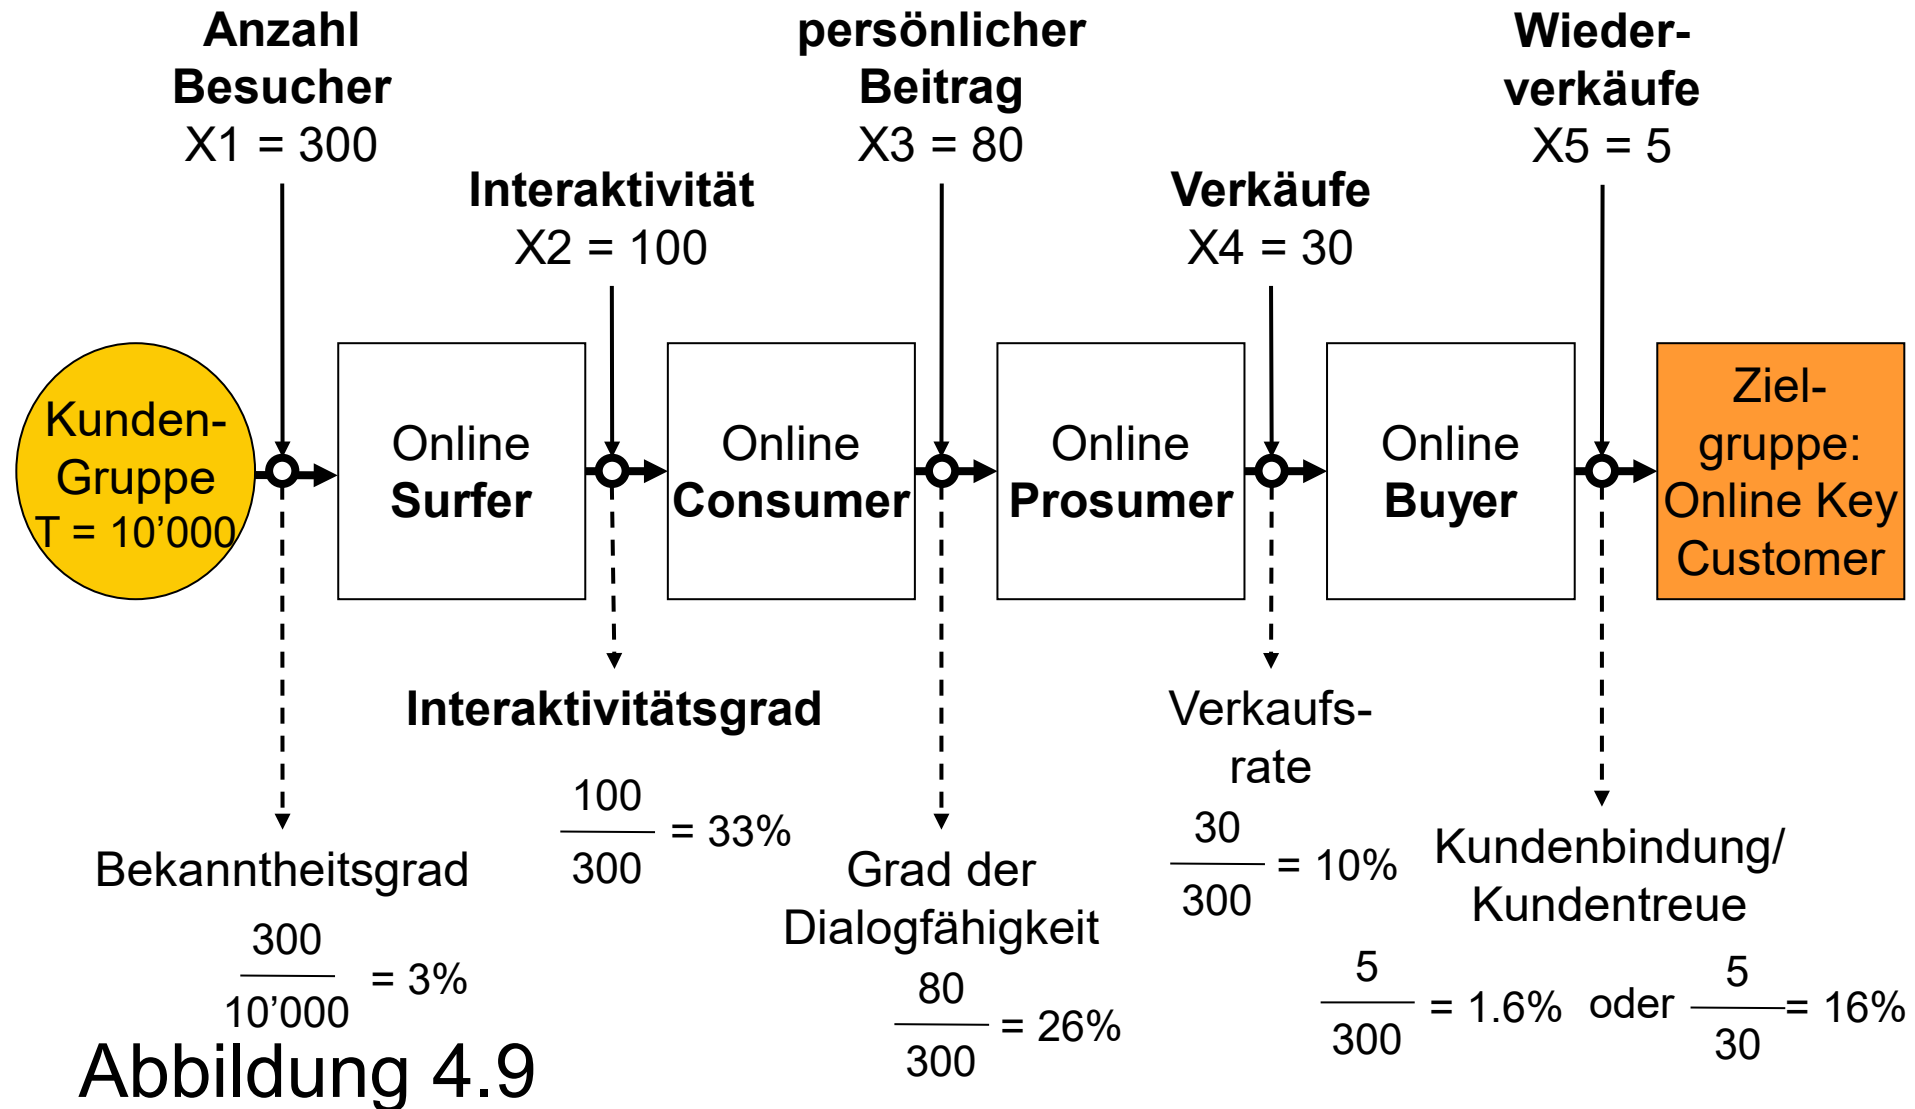 Anzahl
Besucher
X1 = 300
persönlicher
Beitrag
X3 = 80
Wieder-
verkäufe
X5 = 5
Interaktivität
X2 = 100
Verkäufe
X4 = 30
Kunden-
Gruppe
T = 10’000
Online
Surfer
Online
Consumer
Online
Prosumer
Online
Buyer
Ziel-
gruppe:
Online Key
Customer
Interaktivitätsgrad
100
300
= 33%
Verkaufs-
rate
30
300
= 10%
Bekanntheitsgrad
300
10’000
= 3%
Grad der
Dialogfähigkeit
80
300
= 26%
Kundenbindung/
Kundentreue
5
300
= 1.6%
oder
5
30
= 16%
Abbildung 4.9